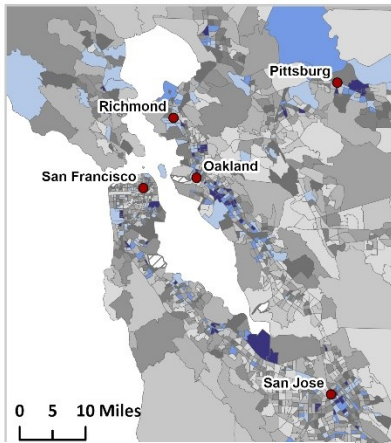 Pittsburg
Richmond
Oakland
San Francisco
San Jose
0 5 10 Miles